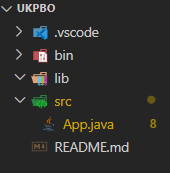 UKPBO
.vscode
bin
lib
src
App.java 8
README.md